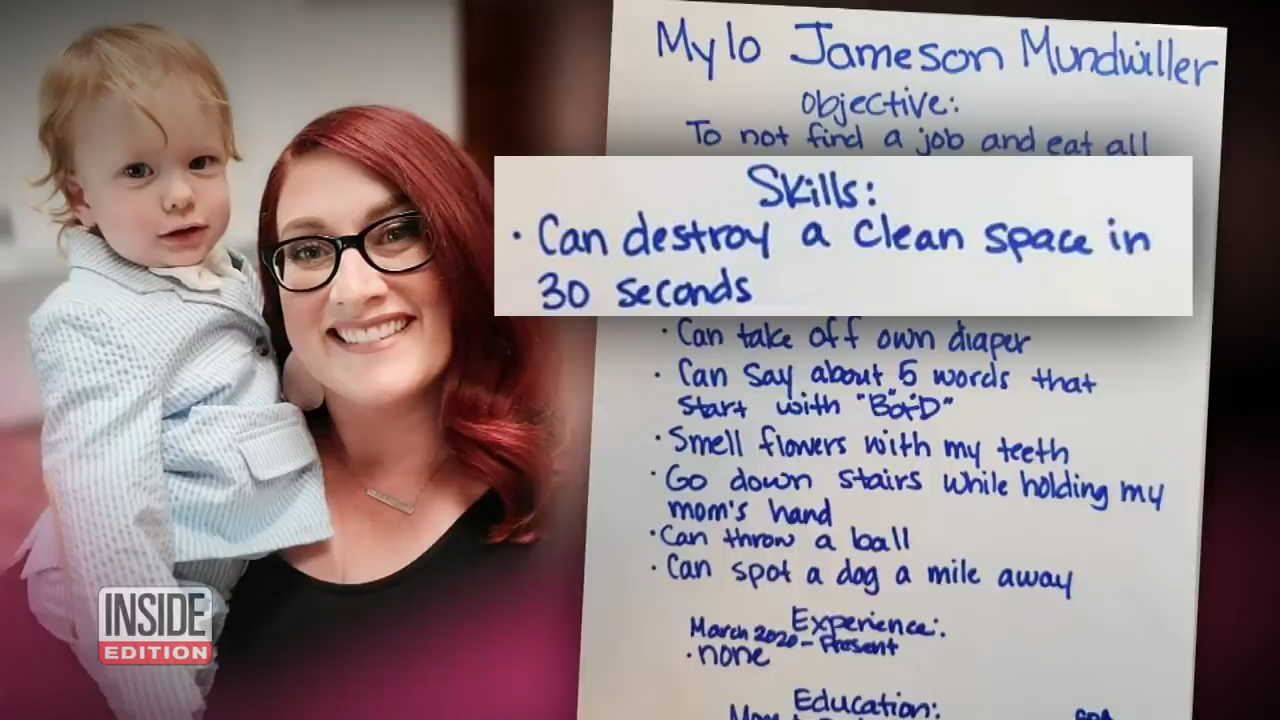 Mylo Jameson Mundwiller
Objective:
To not find a job and eat all
Skills:
• Can destroy a clean space in
30 seconds
• Can take off own diaper
• Can say about 5 words that
start with "B or D"
• Smell flowers with my teeth
• Go down stairs while holding my
mom's hand
• Can throw a ball
• Can spot a dog a mile away
Experience:
March 2020 - Present
• none
Education:
INSIDE
EDITION